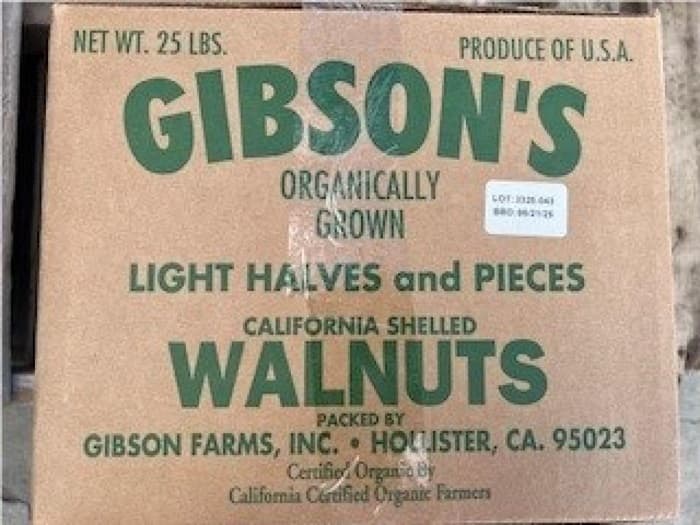 NET WT. 25 LBS.
PRODUCE OF U.S.A.
GIBSON'S
ORGANICALLY
GROWN
LIGHT HALVES and PIECES
CALIFORNIA SHELLED
WALNUTS
PACKED BY
GIBSON FARMS, INC. • HOLLISTER, CA. 95023
Certified Organic By
California Certified Organic Farmers
LOT: